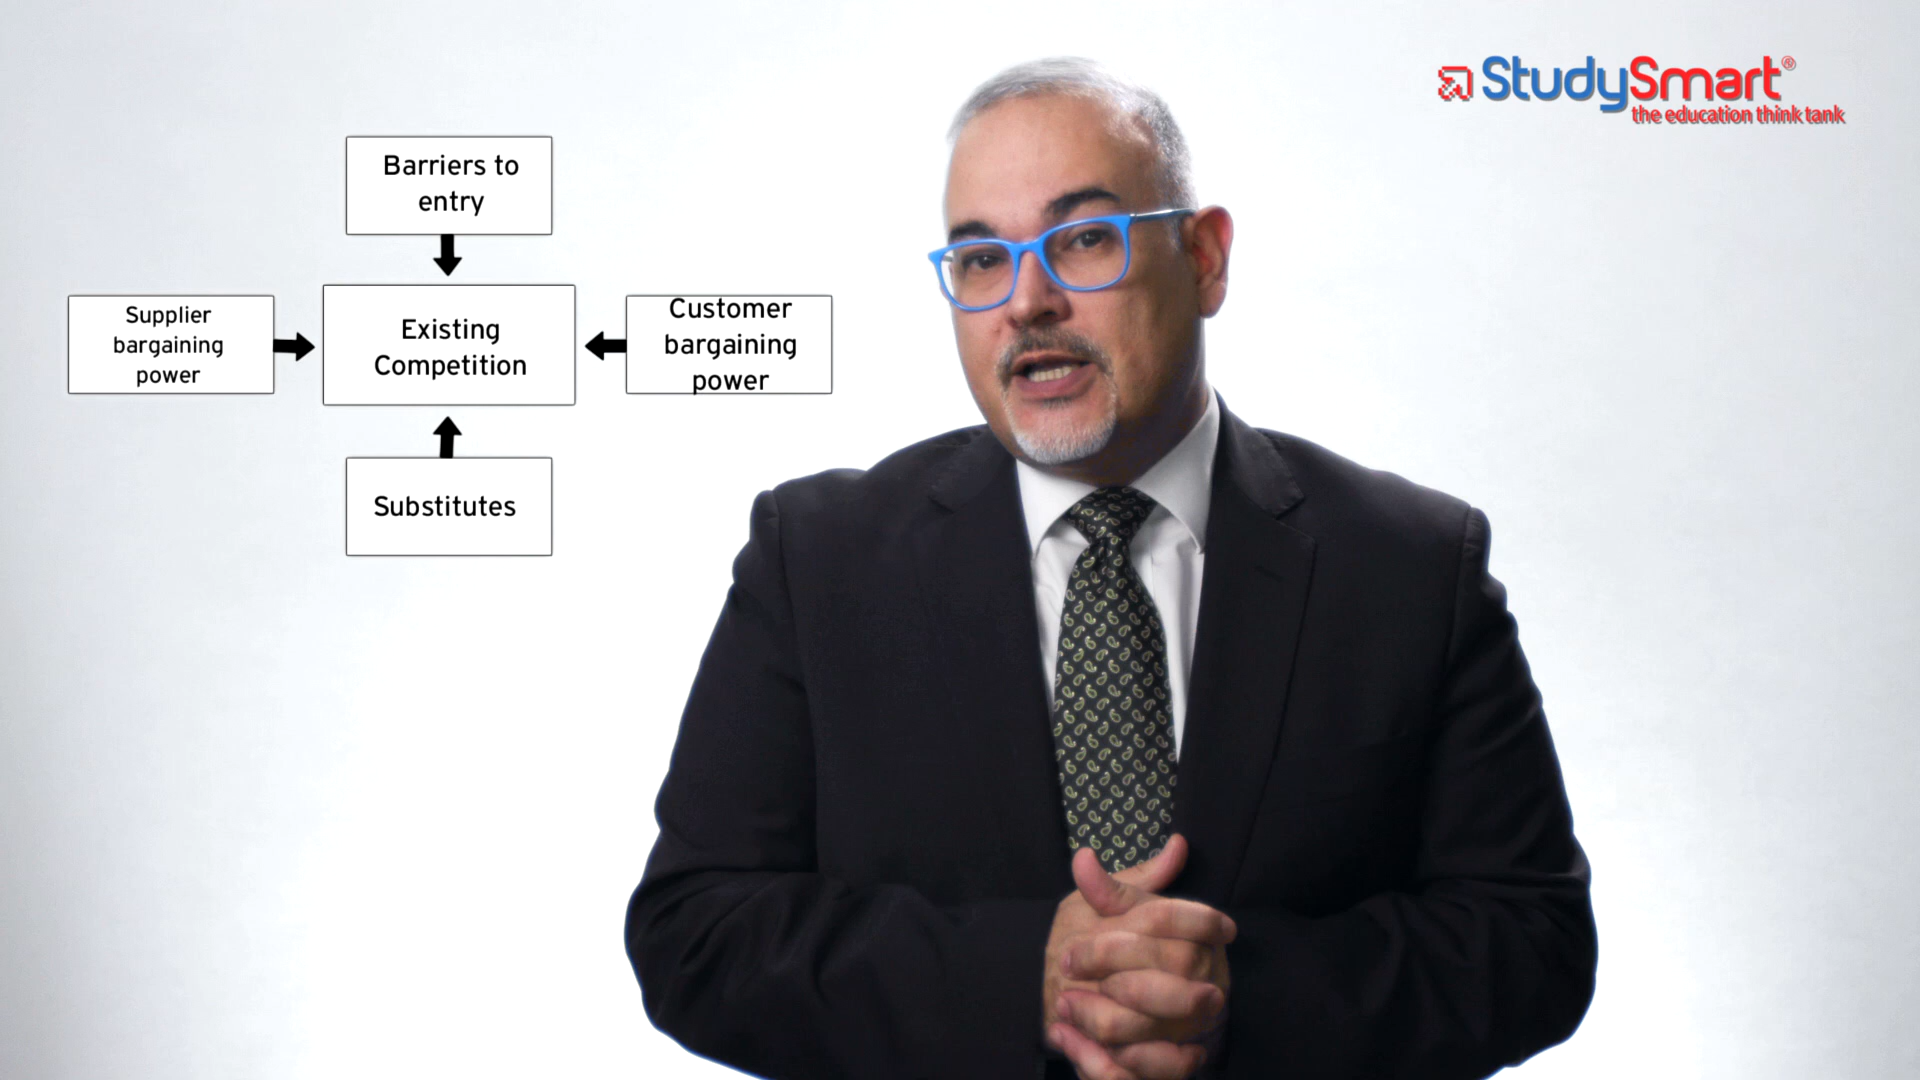 StudySmart®
the education think tank
Barriers to
entry
Supplier
bargaining
power
Existing
Competition
Customer
bargaining
power
Substitutes